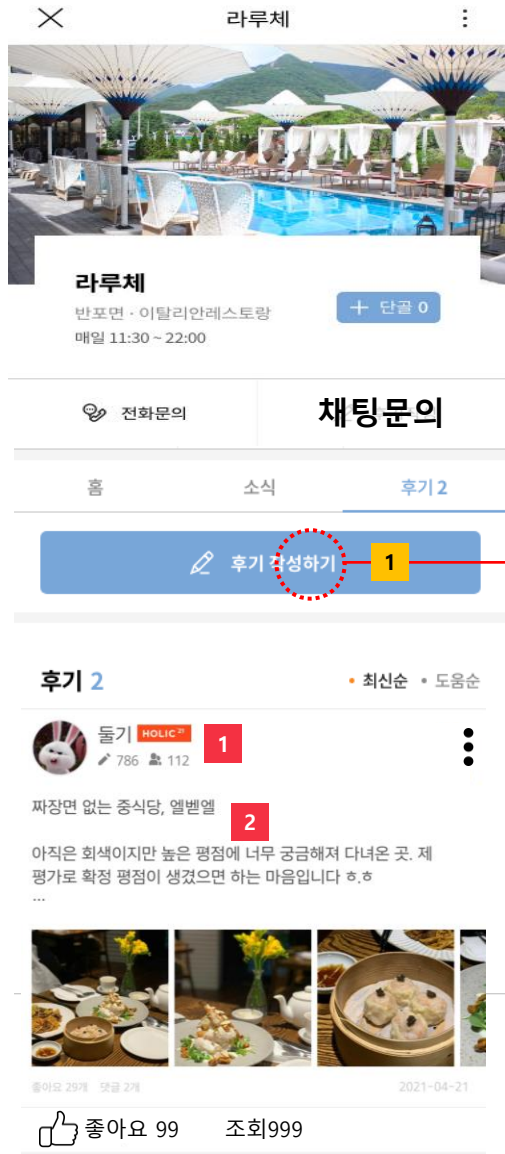 라루체
라루체
반포면 · 이탈리안레스토랑
매일 11:30 ~ 22:00
+ 단골 0
전화문의
채팅문의
홈
소식
후기 2
후기 작성하기
1
후기 2
• 최신순 • 도움순
둘기 HOLIC
1
786 112
짜장면 없는 중식당, 엘벧엘
2
아직은 회색이지만 높은 평점에 너무 궁금해져 다녀온 곳. 제
평가로 확정 평점이 생겼으면 하는 마음입니다 ㅎ.ㅎ
...
좋아요 29개 댓글 2개
2021-04-21
좋아요 99
조회999